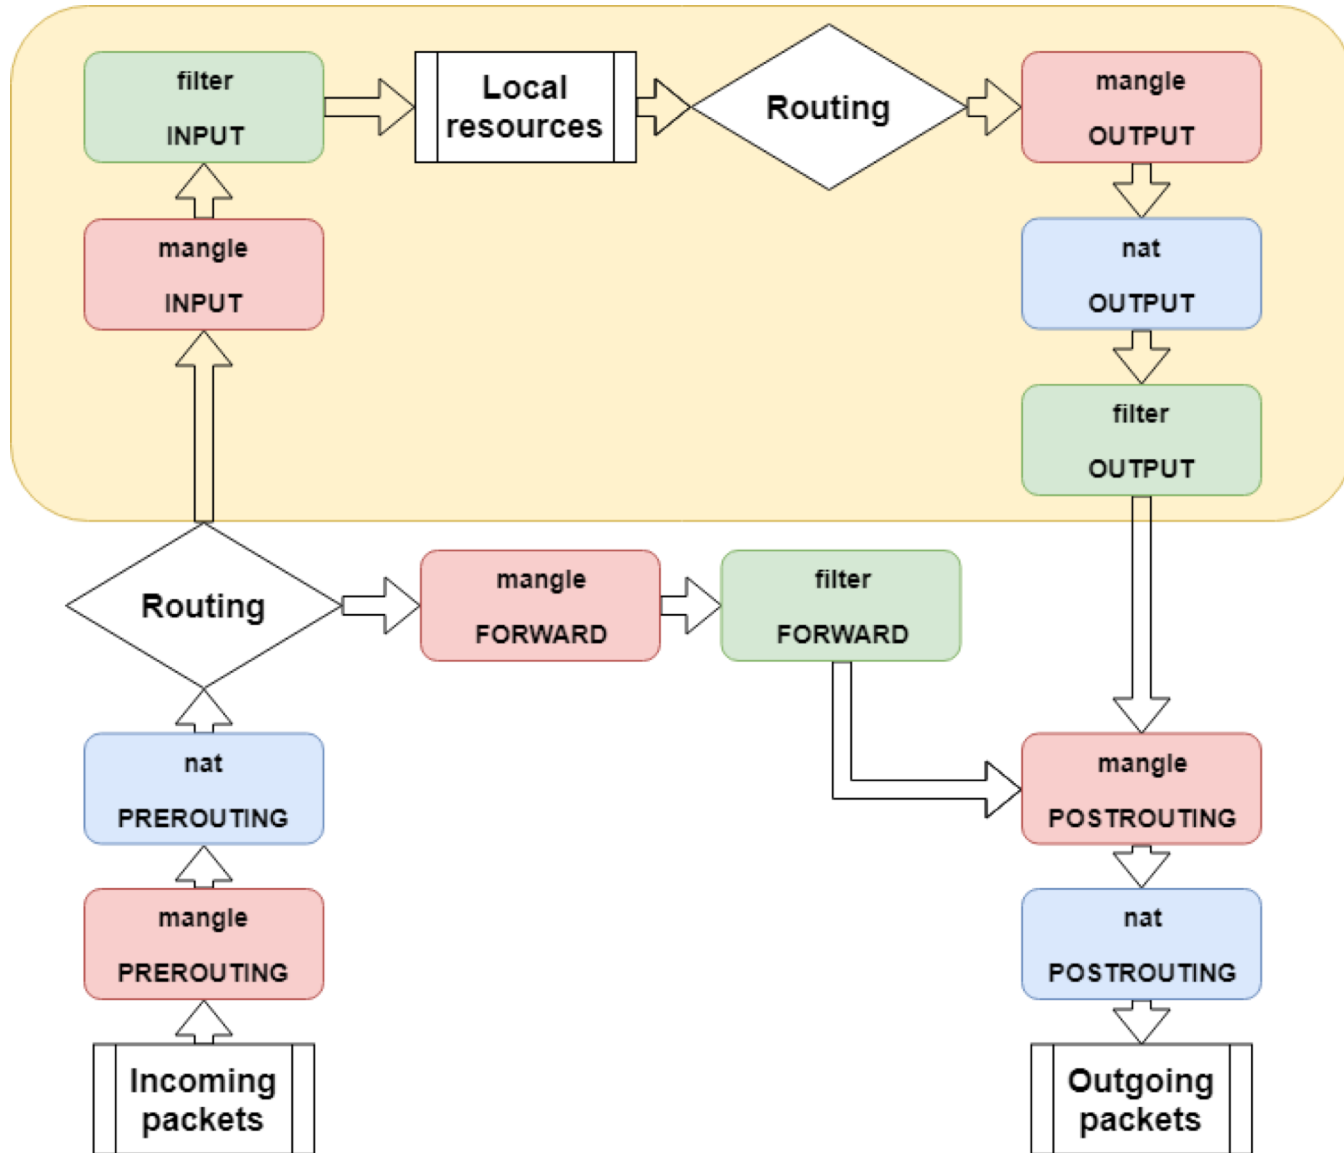 filter
INPUT
Local
resources
Routing
mangle
OUTPUT
mangle
INPUT
nat
OUTPUT
filter
OUTPUT
Routing
mangle
FORWARD
filter
FORWARD
nat
PREROUTING
mangle
POSTROUTING
mangle
PREROUTING
nat
POSTROUTING
Incoming
packets
Outgoing
packets